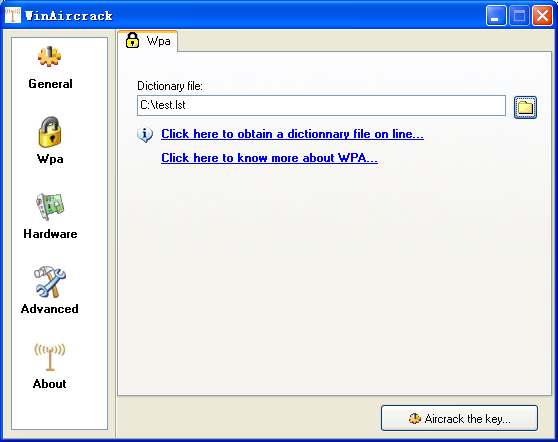 WinAircrack
General
Wpa
Hardware
Advanced
About
Wpa
Dictionary file:
C:\test.lst
Click here to obtain a dictionnary file on line...
Click here to know more about WPA...
Aircrack the key...